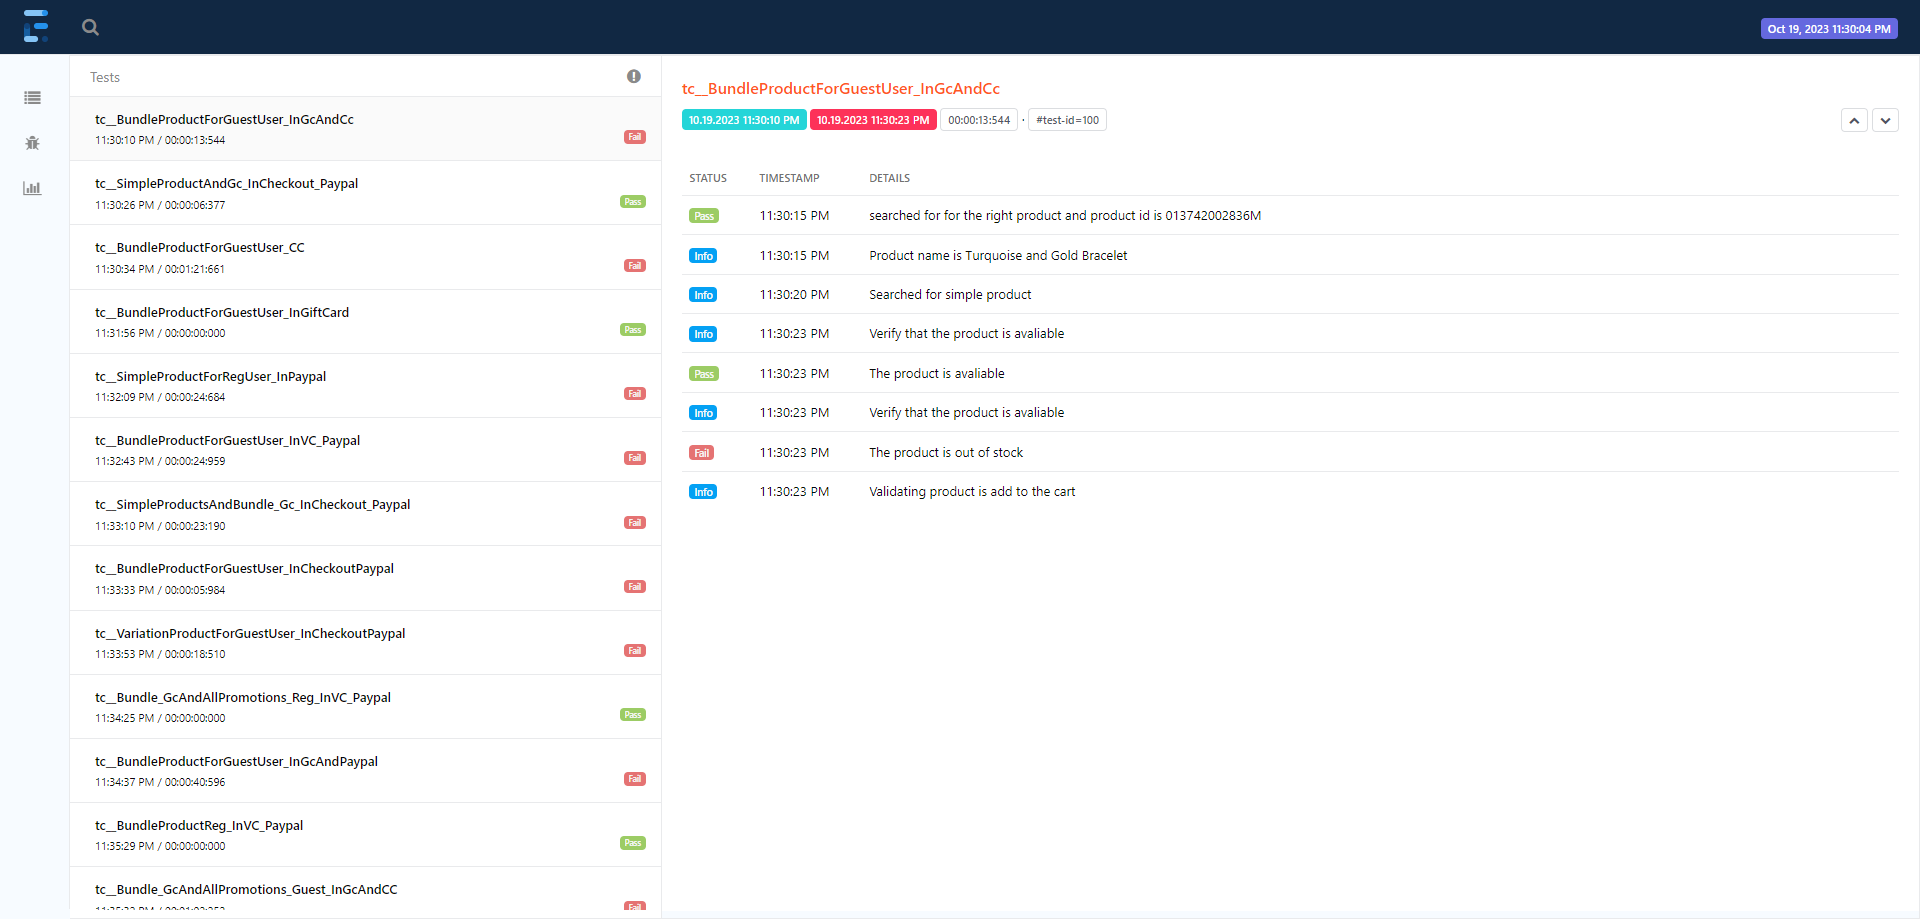 Oct 19, 2023 11:30:04 PM
Tests
tc__BundleProductForGuestUser_InGcAndCc
11:30:10 PM / 00:00:13:544
Fail
tc__SimpleProductAndGc_InCheckout_Paypal
11:30:26 PM / 00:00:06:377
Pass
tc__BundleProductForGuestUser_CC
11:30:34 PM / 00:01:21:661
Fail
tc__BundleProductForGuestUser_InGiftCard
11:31:56 PM / 00:00:00:000
Pass
tc__SimpleProductForRegUser_InPaypal
11:32:09 PM / 00:00:24:684
Fail
tc__BundleProductForGuestUser_InVC_Paypal
11:32:43 PM / 00:00:24:959
Fail
tc__SimpleProductsAndBundle_Gc_InCheckout_Paypal
11:33:10 PM / 00:00:23:190
Fail
tc__BundleProductForGuestUser_InCheckoutPaypal
11:33:33 PM / 00:00:05:984
Fail
tc__VariationProductForGuestUser_InCheckoutPaypal
11:33:53 PM / 00:00:18:510
Fail
tc__Bundle_GcAndAllPromotions_Reg_InVC_Paypal
11:34:25 PM / 00:00:00:000
Pass
tc__BundleProductForGuestUser_InGcAndPaypal
11:34:37 PM / 00:00:40:596
Fail
tc__BundleProductReg_InVC_Paypal
11:35:29 PM / 00:00:00:000
Pass
tc__Bundle_GcAndAllPromotions_Guest_InGcAndCC
Fail
tc__BundleProductForGuestUser_InGcAndCc
10.19.2023 11:30:10 PM 10.19.2023 11:30:23 PM 00:00:13:544 · #test-id=100
STATUS TIMESTAMP DETAILS
Pass 11:30:15 PM searched for for the right product and product id is 013742002836M
Info 11:30:15 PM Product name is Turquoise and Gold Bracelet
Info 11:30:20 PM Searched for simple product
Info 11:30:23 PM Verify that the product is avaliable
Pass 11:30:23 PM The product is avaliable
Info 11:30:23 PM Verify that the product is avaliable
Fail 11:30:23 PM The product is out of stock
Info 11:30:23 PM Validating product is add to the cart